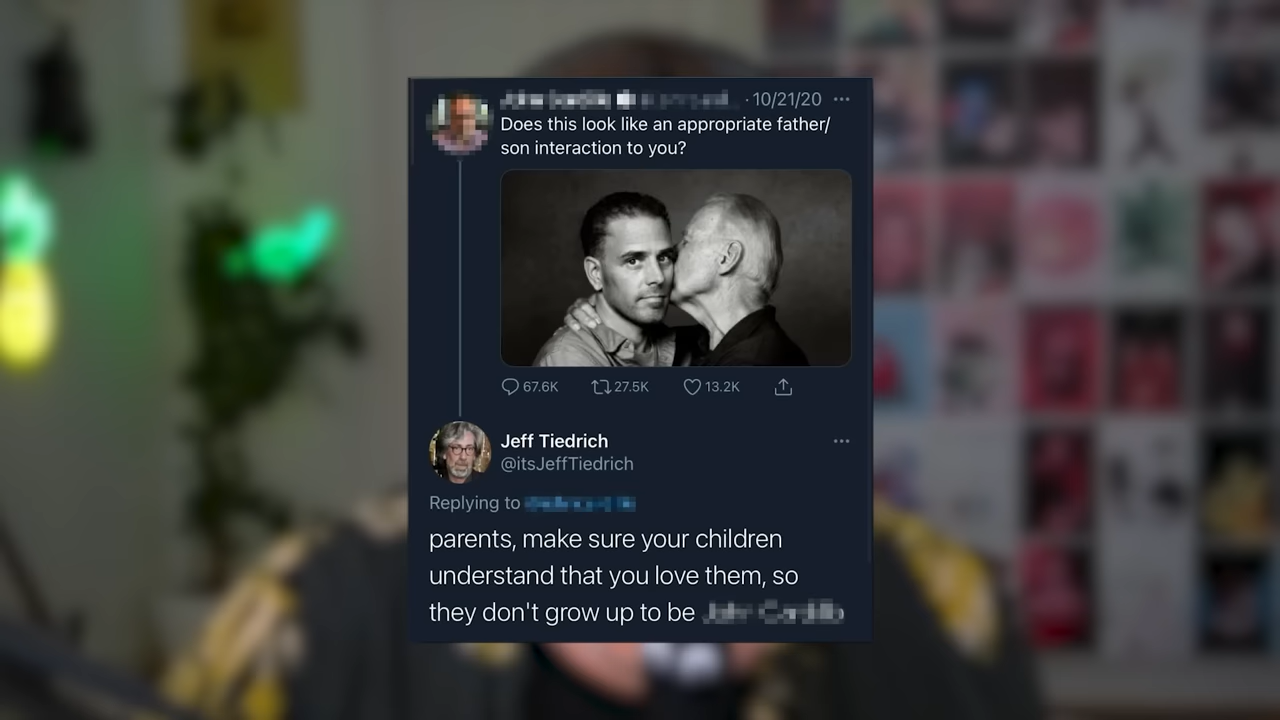 · 10/21/20
Does this look like an appropriate father/
son interaction to you?
67.6K 27.5K 13.2K
Jeff Tiedrich
@itsJeffTiedrich
Replying to
parents, make sure your children
understand that you love them, so
they don't grow up to be